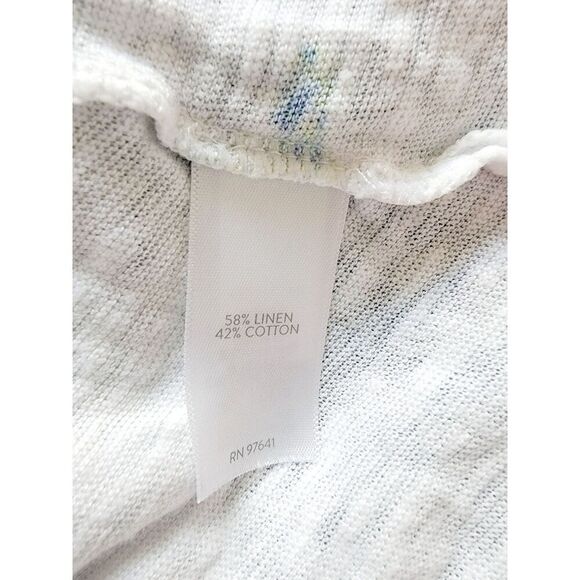 58% LINEN
42% COTTON
RN 97641